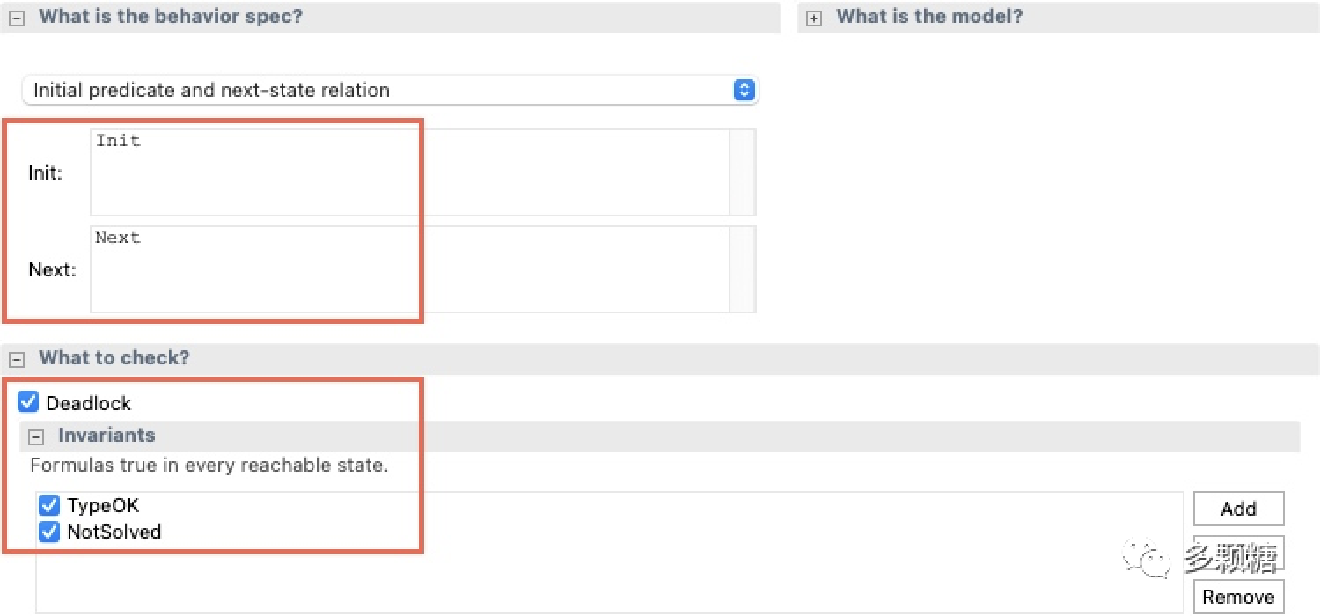 What is the behavior spec?
What is the model?
Initial predicate and next-state relation
Init:
Init
Next:
Next
What to check?
Deadlock
Invariants
Formulas true in every reachable state.
TypeOK
NotSolved
Add
多颗糖
Remove